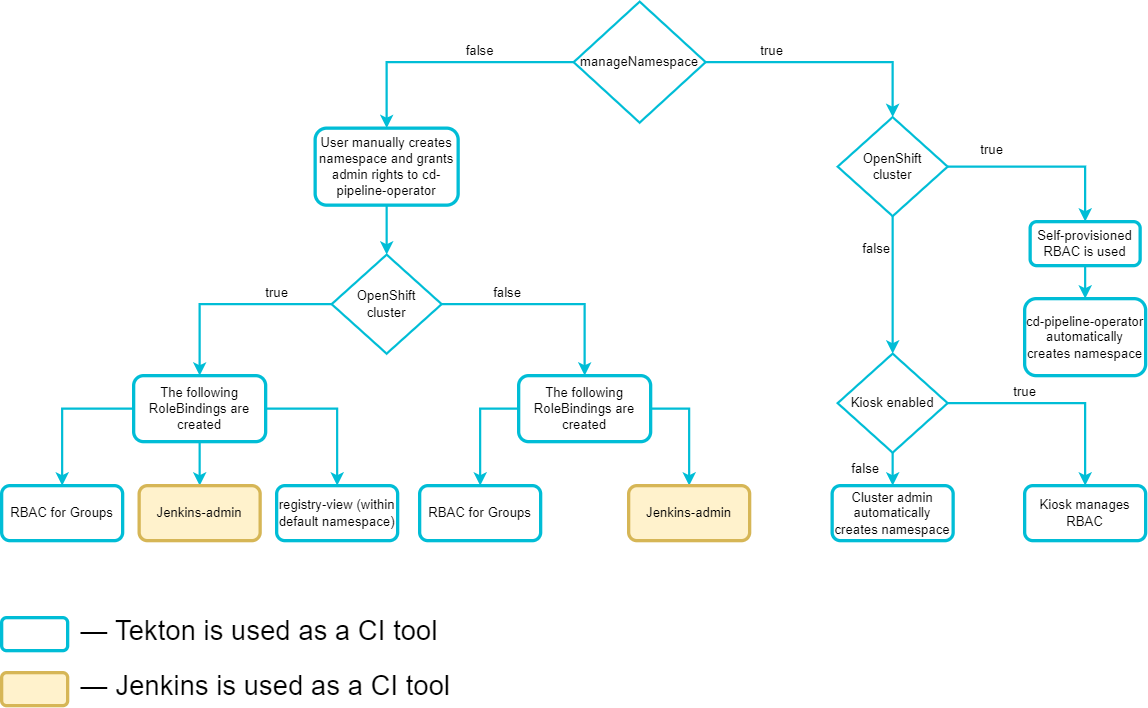 manageNamespace
false
true
User manually creates
namespace and grants
admin rights to cd-
pipeline-operator
OpenShift
cluster
true
Self-provisioned
RBAC is used
cd-pipeline-operator
automatically
creates namespace
false
OpenShift
cluster
true
false
The following
RoleBindings are
created
The following
RoleBindings are
created
Kiosk enabled
true
false
RBAC for Groups
Jenkins-admin
registry-view (within
default namespace)
RBAC for Groups
Jenkins-admin
Cluster admin
automatically
creates namespace
Kiosk manages
RBAC
— Tekton is used as a CI tool
— Jenkins is used as a CI tool